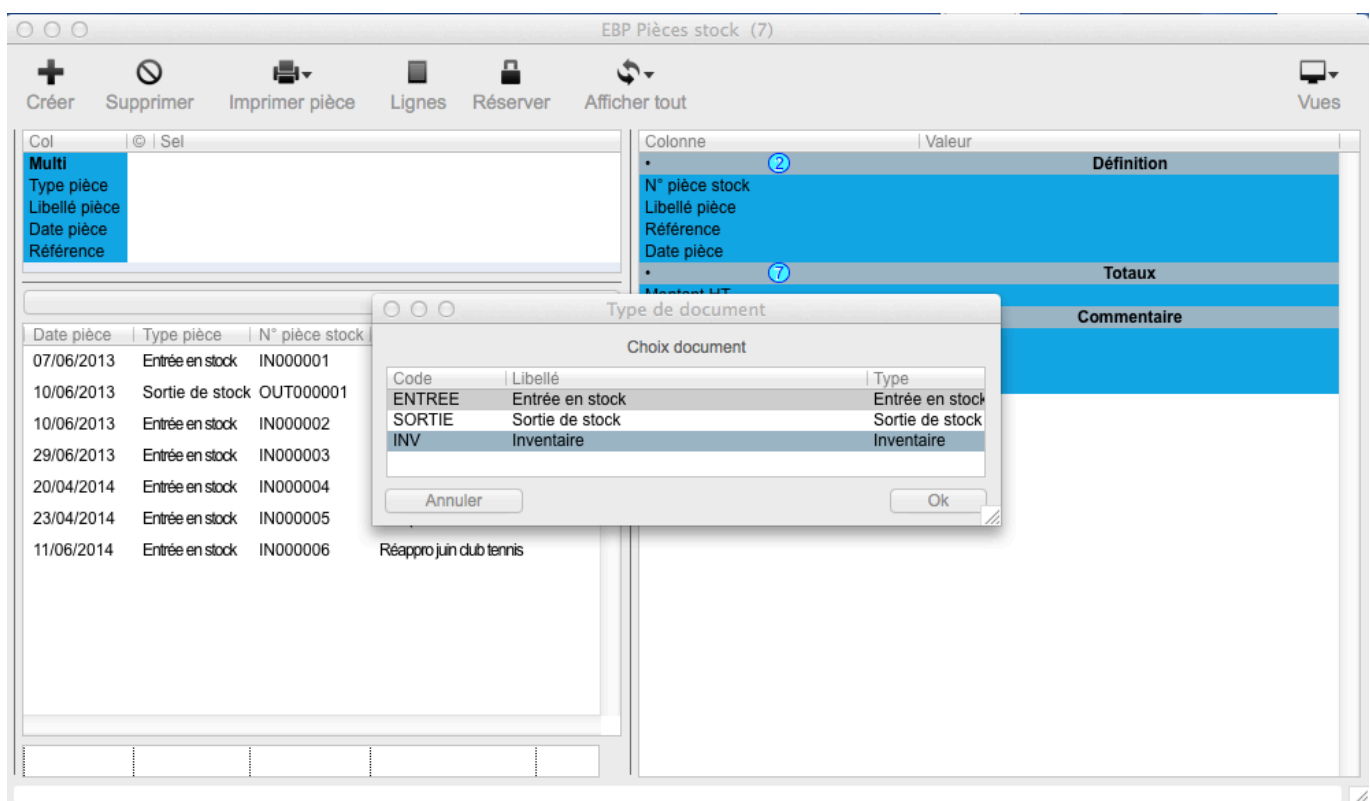 EBP Pièces stock (7)
Créer Supprimer Imprimer pièce Lignes Réserver Afficher tout Vues
Col © Sel
Multi
Type pièce
Libellé pièce
Date pièce
Référence
Colonne Valeur
• 2 Définition
N° pièce stock
Libellé pièce
Référence
Date pièce
• 7 Totaux
Montant HT
Commentaire
Date pièce Type pièce N° pièce stock
07/06/2013 Entrée en stock IN000001
10/06/2013 Sortie de stock OUT000001
10/06/2013 Entrée en stock IN000002
29/06/2013 Entrée en stock IN000003
20/04/2014 Entrée en stock IN000004
23/04/2014 Entrée en stock IN000005
11/06/2014 Entrée en stock IN000006 Réappro juin club tennis
Type de document
Choix document
Code Libellé Type
ENTREE Entrée en stock Entrée en stock
SORTIE Sortie de stock Sortie de stock
INV Inventaire Inventaire
Annuler Ok